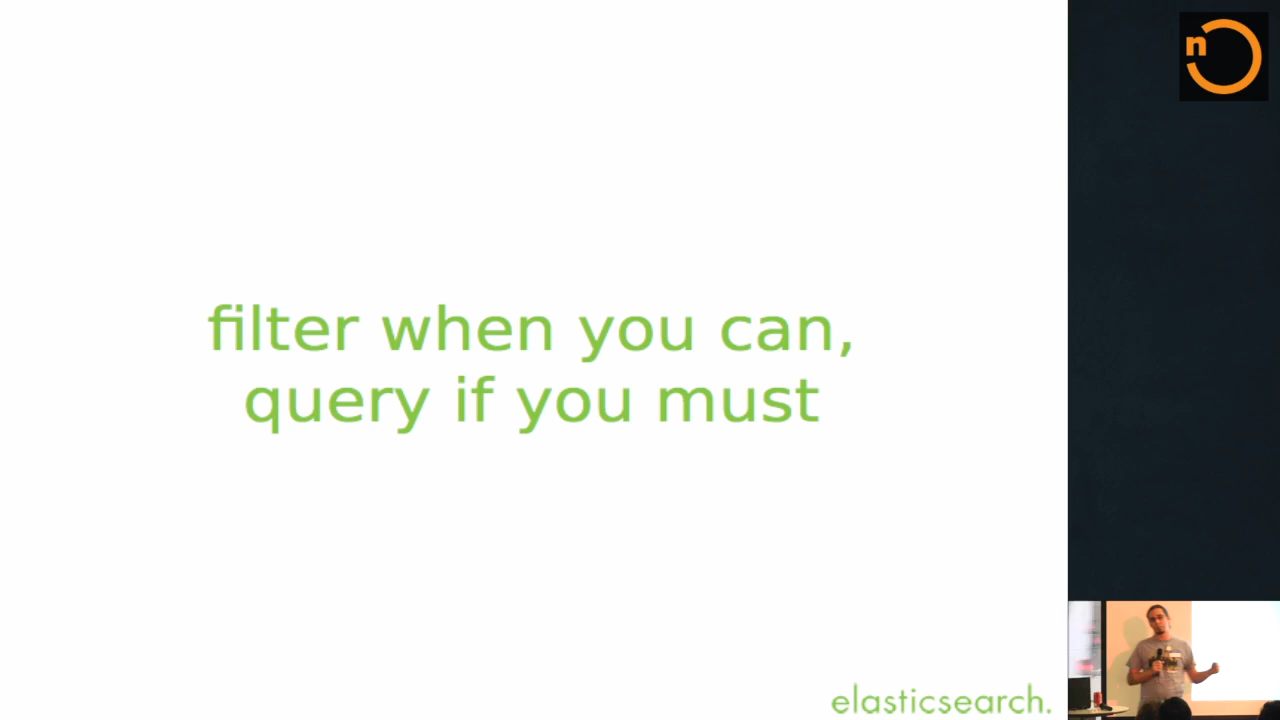 n
filter when you can,
query if you must
elasticsearch.